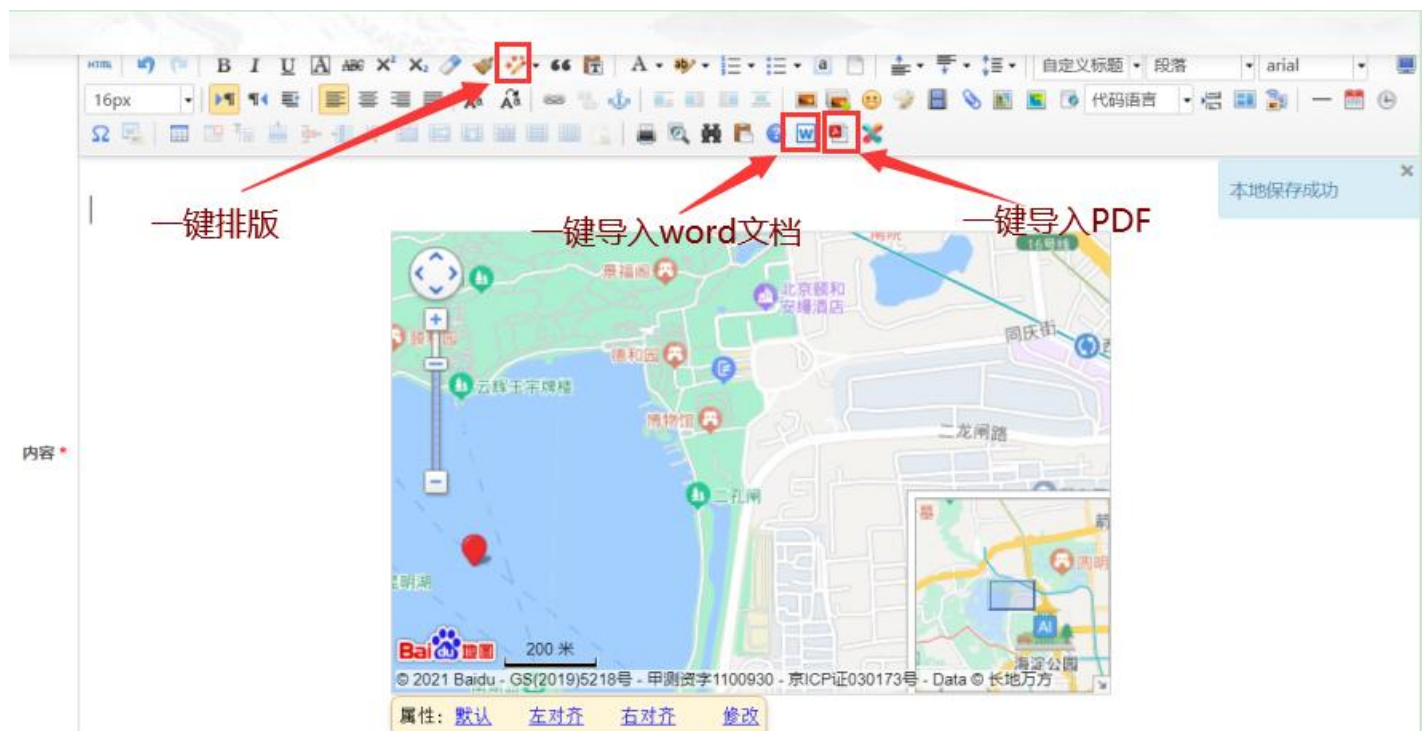 HTML B I U A ABC X² X₂ A ab a 自定义标题 段落 arial
16px 代码语言
Ω W
本地保存成功 ×
一键排版
一键导入word文档
一键导入PDF
16号线
景福阁
北京颐和
安缦酒店
同庆街
德和园
云辉玉宇牌楼
博物馆
二龙闸路
内容 *
二孔闸
Bai du 地图
200 米
AI
海淀公园
© 2021 Baidu - GS(2019)5218号 - 甲测资字1100930 - 京ICP证030173号 - Data © 长地万方
属性: 默认 左对齐 右对齐 修改